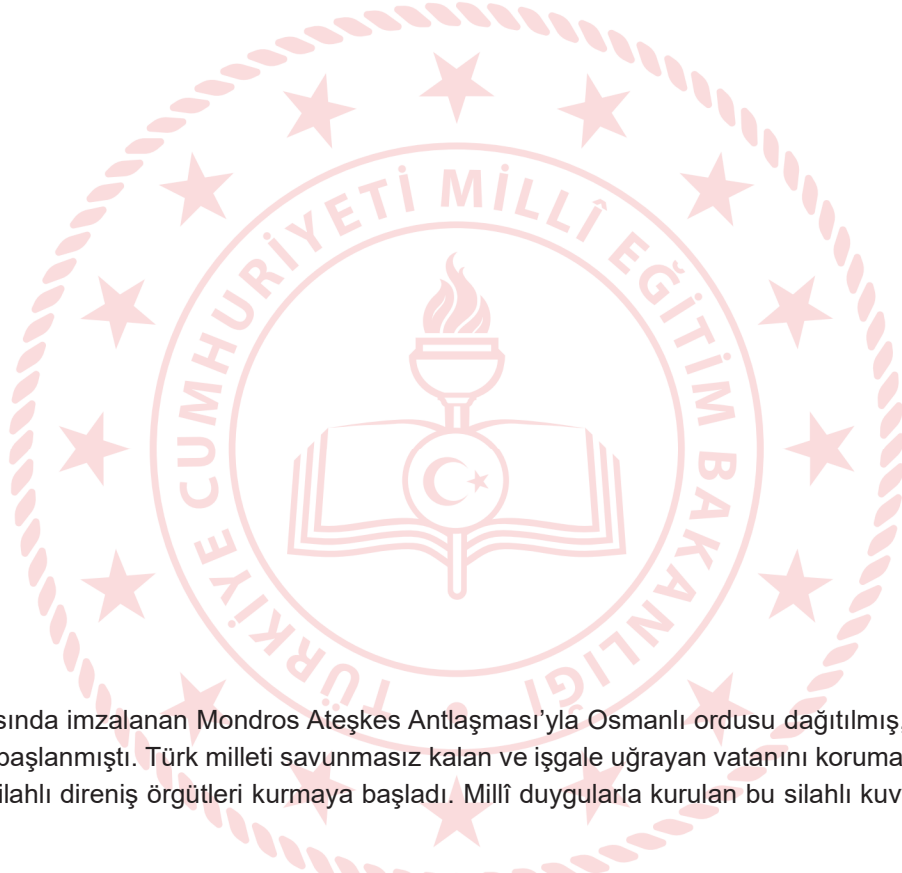 TÜRKİYE CUMHURİYETİ MİLLÎ EĞİTİM BAKANLIĞI
sında imzalanan Mondros Ateşkes Antlaşması’yla Osmanlı ordusu dağıtılmış,
başlanmıştı. Türk milleti savunmasız kalan ve işgale uğrayan vatanını koruma
ilahlı direniş örgütleri kurmaya başladı. Millî duygularla kurulan bu silahlı kuv